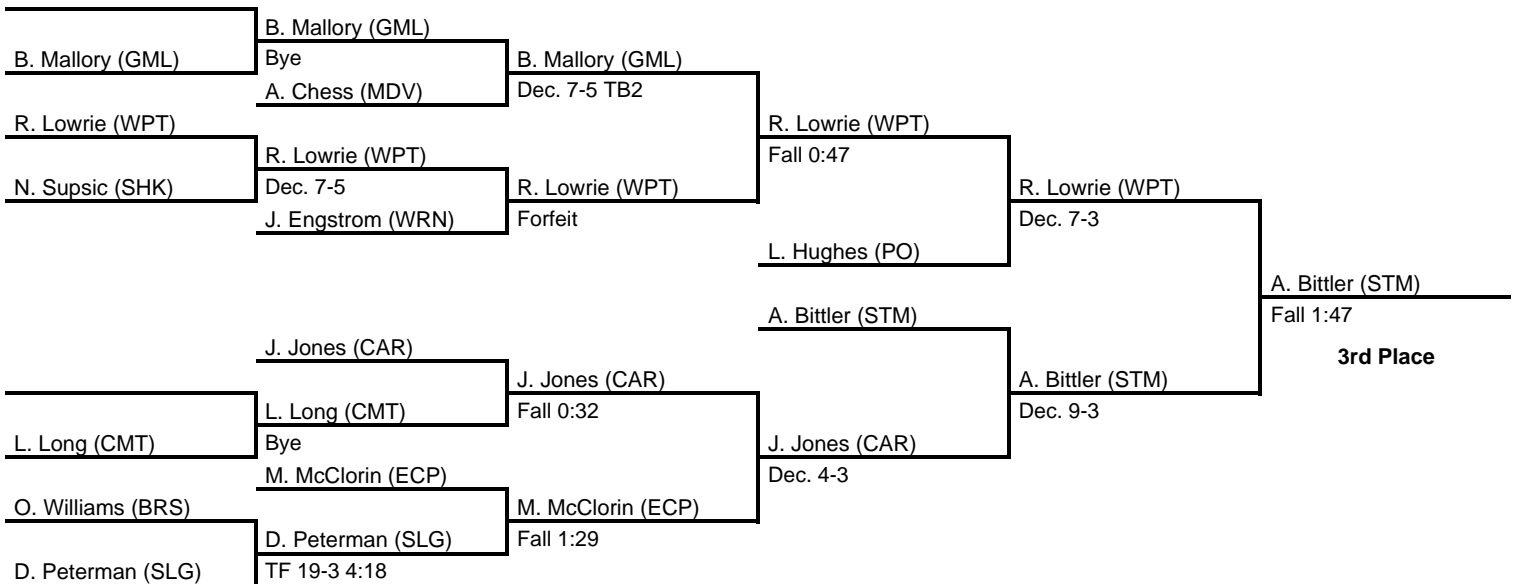 B. Mallory (GML)
R. Lowrie (WPT)
N. Supsic (SHK)
L. Long (CMT)
O. Williams (BRS)
D. Peterman (SLG)
B. Mallory (GML)
Bye
A. Chess (MDV)
R. Lowrie (WPT)
Dec. 7-5
J. Engstrom (WRN)
J. Jones (CAR)
L. Long (CMT)
Bye
M. McClorin (ECP)
D. Peterman (SLG)
TF 19-3 4:18
B. Mallory (GML)
Dec. 7-5 TB2
R. Lowrie (WPT)
Forfeit
J. Jones (CAR)
Fall 0:32
M. McClorin (ECP)
Fall 1:29
R. Lowrie (WPT)
Fall 0:47
L. Hughes (PO)
A. Bittler (STM)
J. Jones (CAR)
Dec. 4-3
R. Lowrie (WPT)
Dec. 7-3
A. Bittler (STM)
Dec. 9-3
A. Bittler (STM)
Fall 1:47
3rd Place